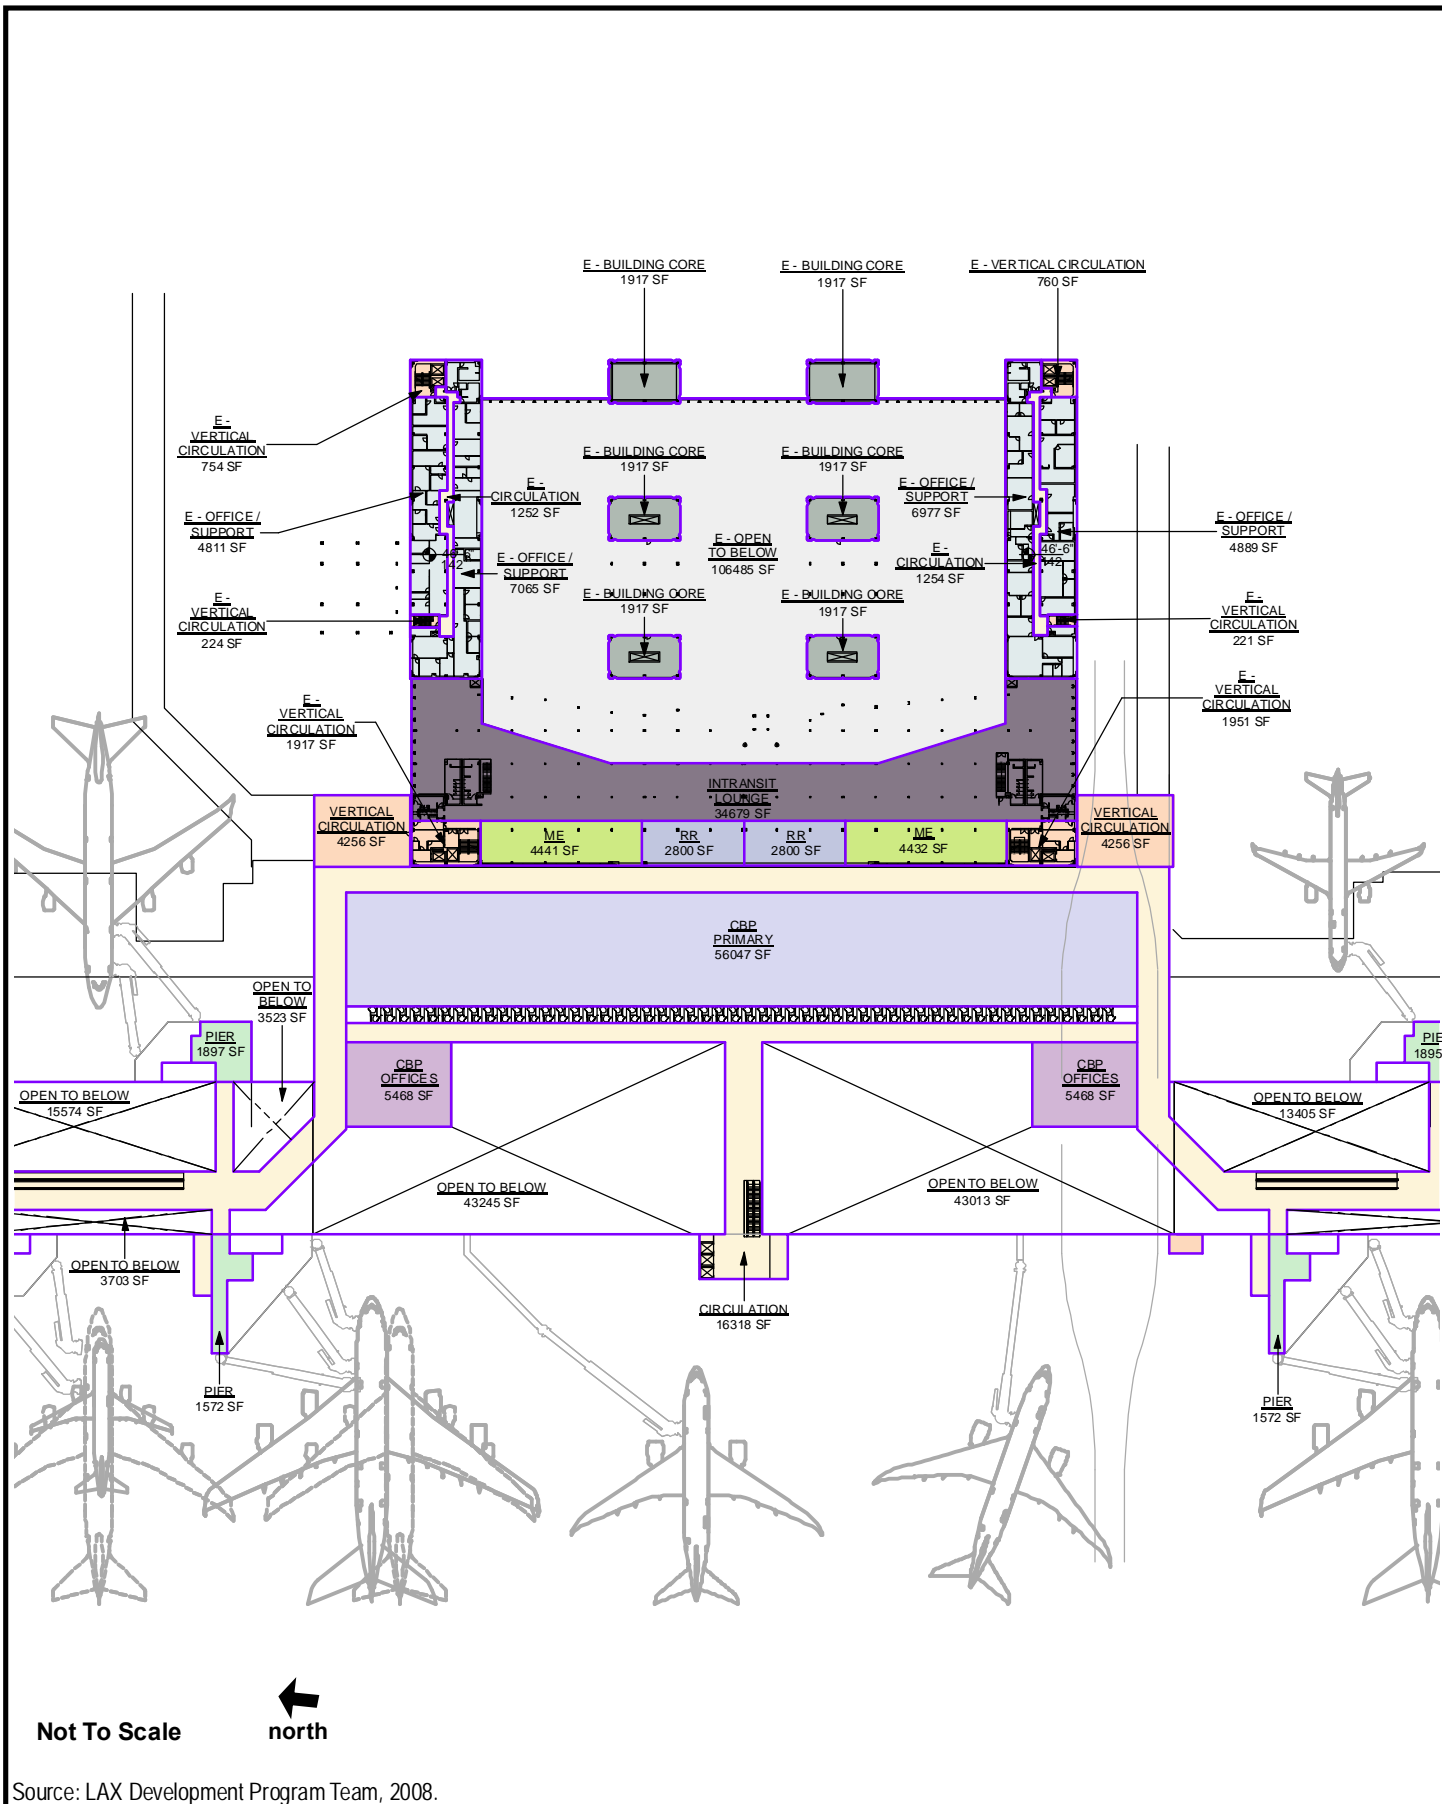 E - BUILDING CORE
1917 SF
E - BUILDING CORE
1917 SF
E - VERTICAL CIRCULATION
760 SF
E -
VERTICAL
CIRCULATION
754 SF
E - BUILDING CORE
1917 SF
E - BUILDING CORE
1917 SF
E -
CIRCULATION
1252 SF
E - OFFICE /
SUPPORT
6977 SF
E - OFFICE /
SUPPORT
4811 SF
E - OFFICE /
SUPPORT
4889 SF
E - OPEN
TO BELOW
106485 SF
E - OFFICE /
SUPPORT
7065 SF
E -
CIRCULATION
1254 SF
46'-6"
142'
46'-6"
142'
E - BUILDING CORE
1917 SF
E - BUILDING CORE
1917 SF
E -
VERTICAL
CIRCULATION
224 SF
E -
VERTICAL
CIRCULATION
221 SF
E -
VERTICAL
CIRCULATION
1917 SF
E -
VERTICAL
CIRCULATION
1951 SF
INTRANSIT
LOUNGE
34679 SF
VERTICAL
CIRCULATION
4256 SF
ME
4441 SF
RR
2800 SF
RR
2800 SF
ME
4432 SF
VERTICAL
CIRCULATION
4256 SF
CBP
PRIMARY
56047 SF
OPEN TO
BELOW
3523 SF
PIER
1897 SF
PIE
1895
CBP
OFFICES
5468 SF
CBP
OFFICES
5468 SF
OPEN TO BELOW
15574 SF
OPEN TO BELOW
13405 SF
OPEN TO BELOW
43245 SF
OPEN TO BELOW
43013 SF
OPEN TO BELOW
3703 SF
CIRCULATION
16318 SF
PIER
1572 SF
PIER
1572 SF
Not To Scale
north
Source: LAX Development Program Team, 2008.